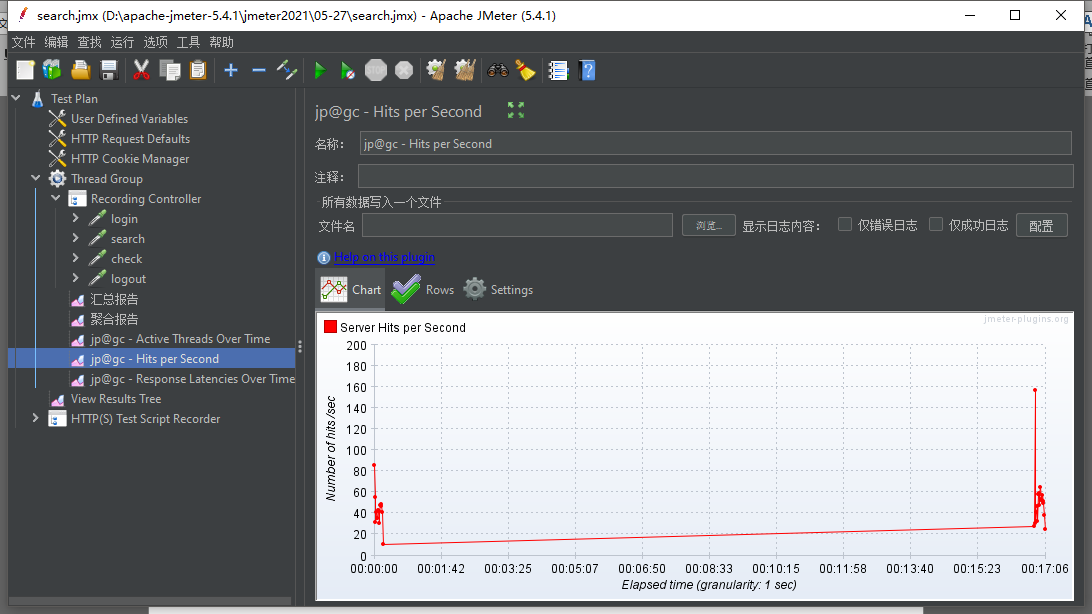 search.jmx (D:\apache-jmeter-5.4.1\jmeter2021\05-27\search.jmx) - Apache JMeter (5.4.1)
文件 编辑 查找 运行 选项 工具 帮助
STOP
Test Plan
User Defined Variables
HTTP Request Defaults
HTTP Cookie Manager
Thread Group
Recording Controller
login
search
check
logout
汇总报告
聚合报告
jp@gc - Active Threads Over Time
jp@gc - Hits per Second
jp@gc - Response Latencies Over Time
View Results Tree
HTTP(S) Test Script Recorder
jp@gc - Hits per Second
名称： jp@gc - Hits per Second
注释：
所有数据写入一个文件
文件名 浏览... 显示日志内容： 仅错误日志 仅成功日志 配置
Help on this plugin
Chart Rows Settings
jmeter-plugins.org
Server Hits per Second
200
180
160
140
120
100
80
60
40
20
0
Number of hits/sec
00:00:00 00:01:42 00:03:25 00:05:07 00:06:50 00:08:33 00:10:15 00:11:58 00:13:40 00:15:23 00:17:06
Elapsed time (granularity: 1 sec)